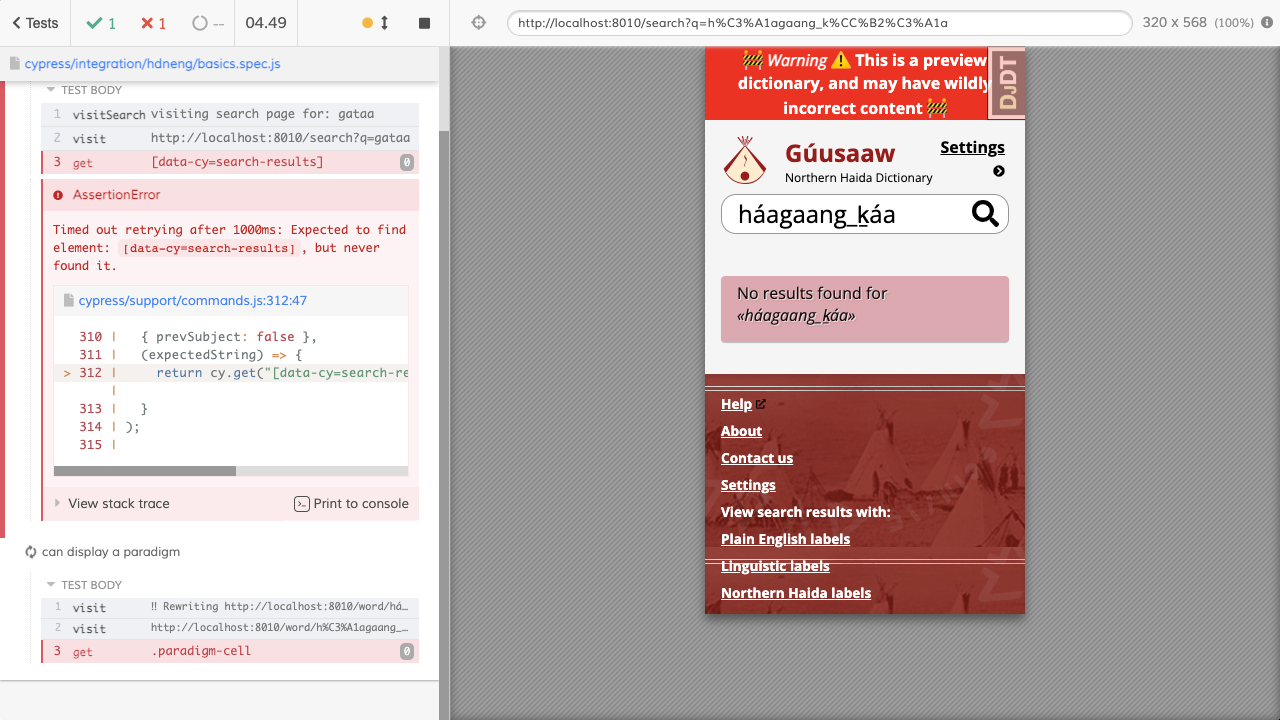 Tests
1
1
--
04.49
http://localhost:8010/search?q=h%C3%A1agaang_k%CC%B2%C3%A1a
320 x 568 (100%)
cypress/integration/hdneng/basics.spec.js
TEST BODY
1 visitSearch visiting search page for: gataa
2 visit http://localhost:8010/search?q=gataa
3 get [data-cy=search-results] 0
AssertionError
Timed out retrying after 1000ms: Expected to find
element: [data-cy=search-results], but never
found it.
cypress/support/commands.js:312:47
310 | { prevSubject: false },
311 | (expectedString) => {
> 312 | return cy.get("[data-cy=search-re
|
313 | }
314 | );
315 |
View stack trace
Print to console
can display a paradigm
TEST BODY
1 visit ‼ Rewriting http://localhost:8010/word/há…
2 visit http://localhost:8010/word/h%C3%A1agaang_…
3 get .paradigm-cell 0
🚧 Warning ⚠️ This is a preview
dictionary, and may have wildly
incorrect content 🚧
DJDT
Gúusaaw
Northern Haida Dictionary
Settings
háagaang_ḵáa
No results found for
«háagaang_ḵáa»
Help
About
Contact us
Settings
View search results with:
Plain English labels
Linguistic labels
Northern Haida labels